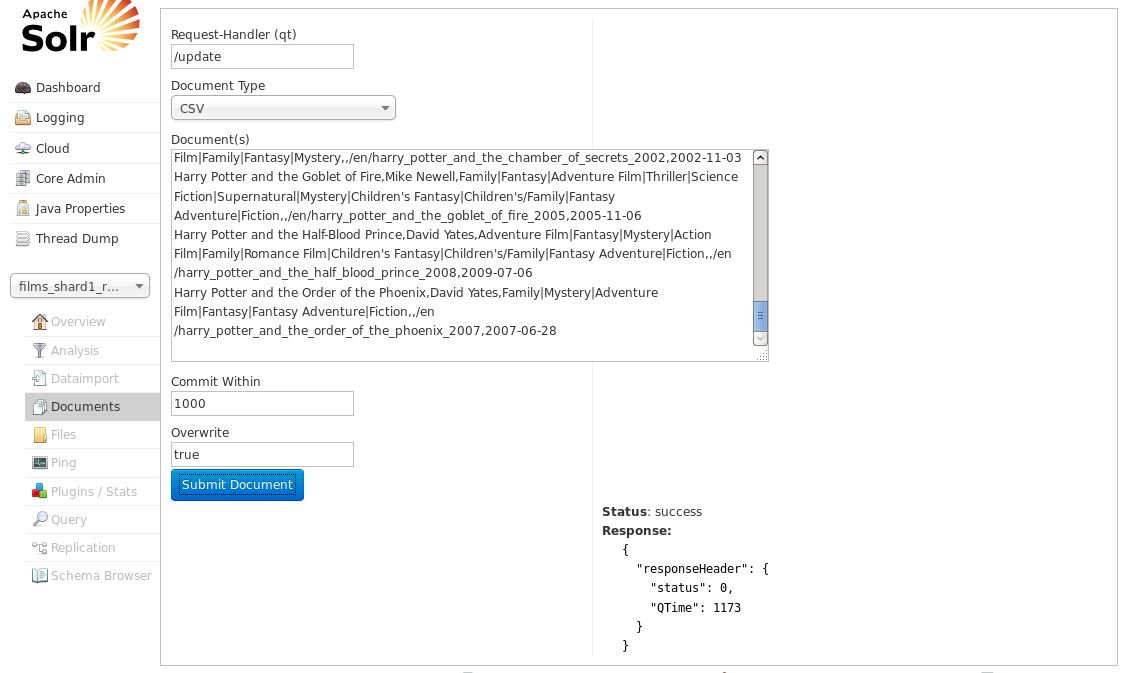 Apache
Solr
Dashboard
Logging
Cloud
Core Admin
Java Properties
Thread Dump
films_shard1_r...
Overview
Analysis
Dataimport
Documents
Files
Ping
Plugins / Stats
Query
Replication
Schema Browser
Request-Handler (qt)
/update
Document Type
CSV
Document(s)
Film|Family|Fantasy|Mystery,,/en/harry_potter_and_the_chamber_of_secrets_2002,2002-11-03
Harry Potter and the Goblet of Fire,Mike Newell,Family|Fantasy|Adventure Film|Thriller|Science
Fiction|Supernatural|Mystery|Children's Fantasy|Children's/Family|Fantasy
Adventure|Fiction,,/en/harry_potter_and_the_goblet_of_fire_2005,2005-11-06
Harry Potter and the Half-Blood Prince,David Yates,Adventure Film|Fantasy|Mystery|Action
Film|Family|Romance Film|Children's Fantasy|Children's/Family|Fantasy Adventure|Fiction,,/en
/harry_potter_and_the_half_blood_prince_2008,2009-07-06
Harry Potter and the Order of the Phoenix,David Yates,Family|Mystery|Adventure
Film|Fantasy|Fantasy Adventure|Fiction,,/en
/harry_potter_and_the_order_of_the_phoenix_2007,2007-06-28
Commit Within
1000
Overwrite
true
Submit Document
Status: success
Response:
{
"responseHeader": {
"status": 0,
"QTime": 1173
}
}